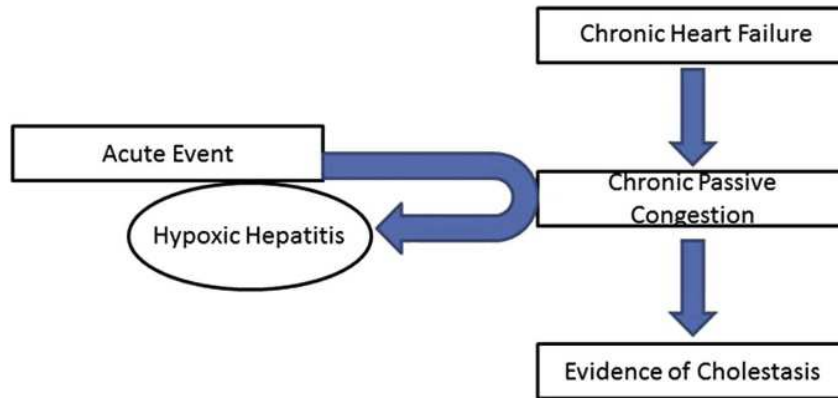 Chronic Heart Failure
Acute Event
Chronic Passive
Congestion
Hypoxic Hepatitis
Evidence of Cholestasis